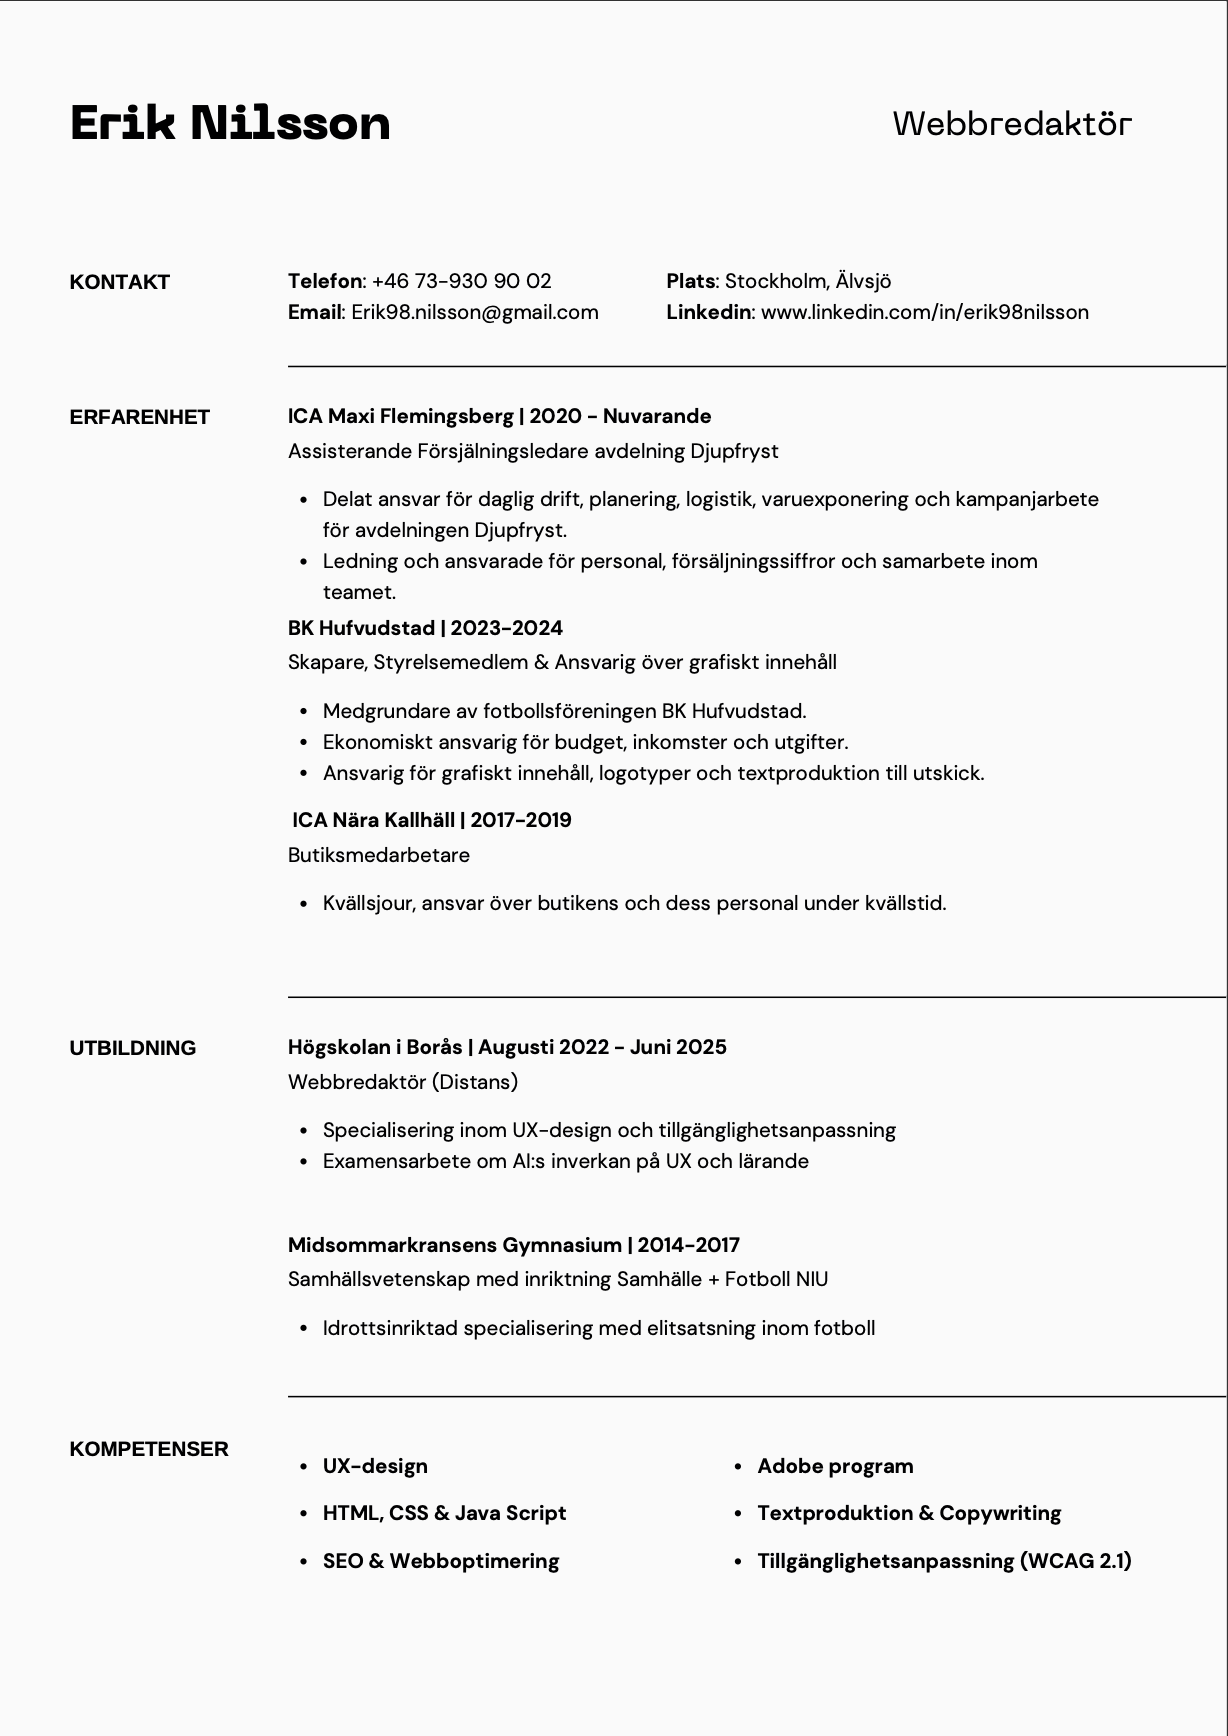 Erik Nilsson
Webbredaktör
KONTAKT
Telefon: +46 73-930 90 02
Plats: Stockholm, Älvsjö
Email: Erik98.nilsson@gmail.com
Linkedin: www.linkedin.com/in/erik98nilsson
ERFARENHET
ICA Maxi Flemingsberg | 2020 - Nuvarande
Assisterande Försjälningsledare avdelning Djupfryst
• Delat ansvar för daglig drift, planering, logistik, varuexponering och kampanjarbete
för avdelningen Djupfryst.
• Ledning och ansvarade för personal, försäljningssiffror och samarbete inom
teamet.
BK Hufvudstad | 2023-2024
Skapare, Styrelsemedlem & Ansvarig över grafiskt innehåll
• Medgrundare av fotbollsföreningen BK Hufvudstad.
• Ekonomiskt ansvarig för budget, inkomster och utgifter.
• Ansvarig för grafiskt innehåll, logotyper och textproduktion till utskick.
ICA Nära Kallhäll | 2017-2019
Butiksmedarbetare
• Kvällsjour, ansvar över butikens och dess personal under kvällstid.
UTBILDNING
Högskolan i Borås | Augusti 2022 - Juni 2025
Webbredaktör (Distans)
• Specialisering inom UX-design och tillgänglighetsanpassning
• Examensarbete om AI:s inverkan på UX och lärande
Midsommarkransens Gymnasium | 2014-2017
Samhällsvetenskap med inriktning Samhälle + Fotboll NIU
• Idrottsinriktad specialisering med elitsatsning inom fotboll
KOMPETENSER
• UX-design
• HTML, CSS & Java Script
• SEO & Webboptimering
• Adobe program
• Textproduktion & Copywriting
• Tillgänglighetsanpassning (WCAG 2.1)